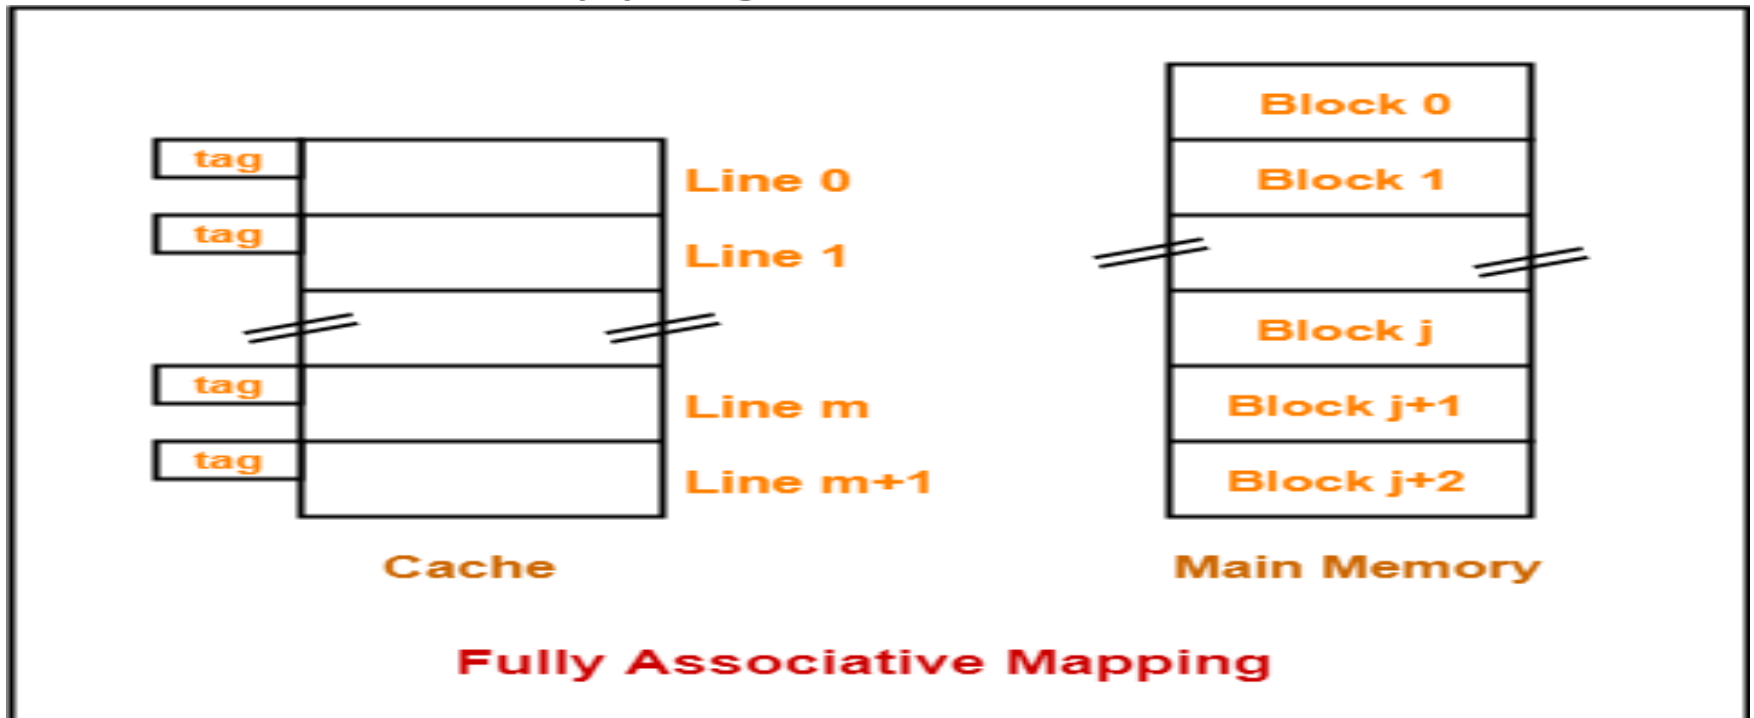 tag
Line 0
tag
Line 1
tag
Line m
tag
Line m+1
Cache
Block 0
Block 1
Block j
Block j+1
Block j+2
Main Memory
Fully Associative Mapping